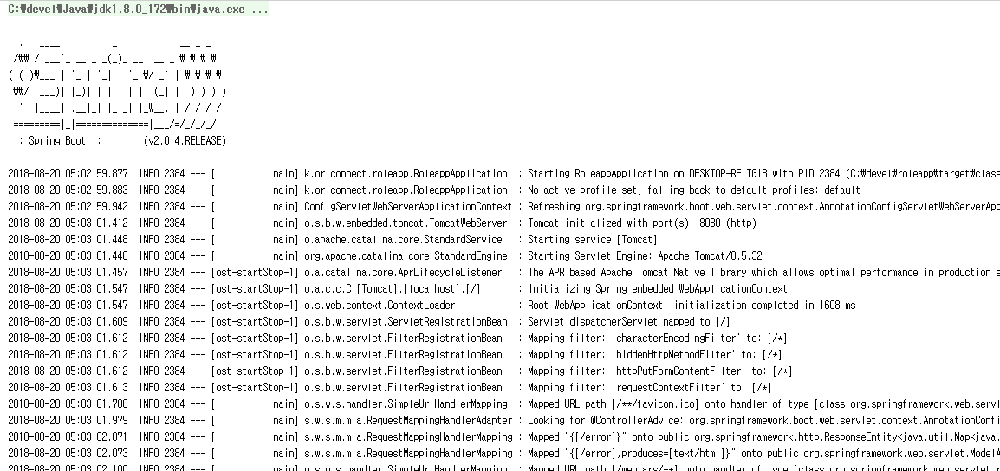 C:₩devel₩Java₩jdk1.8.0_172₩bin₩java.exe ...
  .   ____          _            __ _ _
 /₩₩ / ___'_ __ _ _(_)_ __  __ _ ₩ ₩ ₩ ₩
( ( )₩___ | '_ | '_| | '_ ₩/ _` | ₩ ₩ ₩ ₩
 ₩₩/  ___)| |_)| | | | | || (_| |  ) ) ) )
  '  |____| .__|_| |_|_| |_₩__, | / / / /
 =========|_|==============|___/=/_/_/_/
 :: Spring Boot ::        (v2.0.4.RELEASE)
2018-08-20 05:02:59.877  INFO 2384 --- [           main] k.or.connect.roleapp.RoleappApplication  : Starting RoleappApplication on DESKTOP-REITGI8 with PID 2384 (C:₩devel₩roleapp₩target₩class
2018-08-20 05:02:59.883  INFO 2384 --- [           main] k.or.connect.roleapp.RoleappApplication  : No active profile set, falling back to default profiles: default
2018-08-20 05:02:59.942  INFO 2384 --- [           main] ConfigServletWebServerApplicationContext : Refreshing org.springframework.boot.web.servlet.context.AnnotationConfigServletWebServerApp
2018-08-20 05:03:01.412  INFO 2384 --- [           main] o.s.b.w.embedded.tomcat.TomcatWebServer  : Tomcat initialized with port(s): 8080 (http)
2018-08-20 05:03:01.448  INFO 2384 --- [           main] o.apache.catalina.core.StandardService   : Starting service [Tomcat]
2018-08-20 05:03:01.448  INFO 2384 --- [           main] org.apache.catalina.core.StandardEngine  : Starting Servlet Engine: Apache Tomcat/8.5.32
2018-08-20 05:03:01.457  INFO 2384 --- [ost-startStop-1] o.a.catalina.core.AprLifecycleListener   : The APR based Apache Tomcat Native library which allows optimal performance in production e
2018-08-20 05:03:01.547  INFO 2384 --- [ost-startStop-1] o.a.c.c.C.[Tomcat].[localhost].[/]       : Initializing Spring embedded WebApplicationContext
2018-08-20 05:03:01.547  INFO 2384 --- [ost-startStop-1] o.s.web.context.ContextLoader            : Root WebApplicationContext: initialization completed in 1608 ms
2018-08-20 05:03:01.609  INFO 2384 --- [ost-startStop-1] o.s.b.w.servlet.ServletRegistrationBean  : Servlet dispatcherServlet mapped to [/]
2018-08-20 05:03:01.612  INFO 2384 --- [ost-startStop-1] o.s.b.w.servlet.FilterRegistrationBean   : Mapping filter: 'characterEncodingFilter' to: [/*]
2018-08-20 05:03:01.612  INFO 2384 --- [ost-startStop-1] o.s.b.w.servlet.FilterRegistrationBean   : Mapping filter: 'hiddenHttpMethodFilter' to: [/*]
2018-08-20 05:03:01.612  INFO 2384 --- [ost-startStop-1] o.s.b.w.servlet.FilterRegistrationBean   : Mapping filter: 'httpPutFormContentFilter' to: [/*]
2018-08-20 05:03:01.613  INFO 2384 --- [ost-startStop-1] o.s.b.w.servlet.FilterRegistrationBean   : Mapping filter: 'requestContextFilter' to: [/*]
2018-08-20 05:03:01.786  INFO 2384 --- [           main] o.s.w.s.handler.SimpleUrlHandlerMapping  : Mapped URL path [/**/favicon.ico] onto handler of type [class org.springframework.web.servl
2018-08-20 05:03:01.979  INFO 2384 --- [           main] s.w.s.m.m.a.RequestMappingHandlerAdapter : Looking for @ControllerAdvice: org.springframework.boot.web.servlet.context.AnnotationConfi
2018-08-20 05:03:02.071  INFO 2384 --- [           main] s.w.s.m.m.a.RequestMappingHandlerMapping : Mapped "{[/error]}" onto public org.springframework.http.ResponseEntity<java.util.Map<java.
2018-08-20 05:03:02.073  INFO 2384 --- [           main] s.w.s.m.m.a.RequestMappingHandlerMapping : Mapped "{[/error],produces=[text/html]}" onto public org.springframework.web.servlet.ModelA
2018-08-20 05:03:02.100  INFO 2384 --- [           main] o.s.w.s.handler.SimpleUrlHandlerMapping  : Mapped URL path [/webjars/**] onto handler of type [class org.springframework.web.servlet